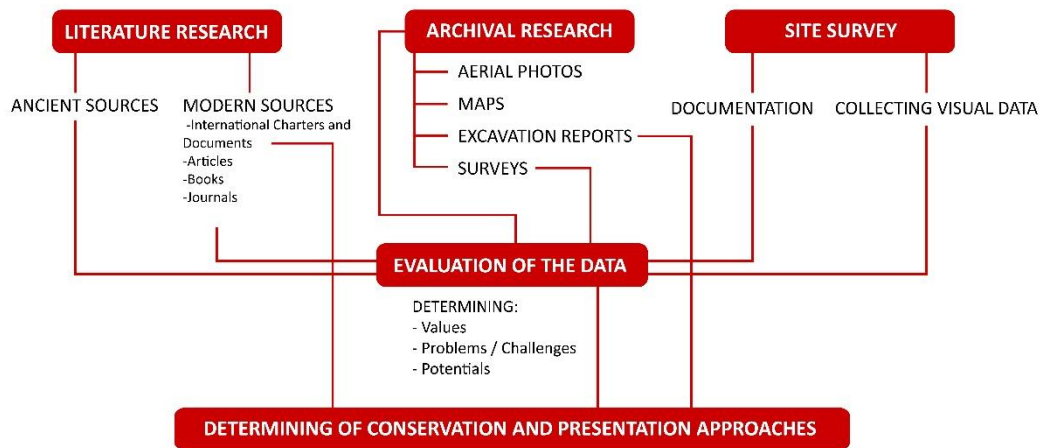 LITERATURE RESEARCH
ANCIENT SOURCES
MODERN SOURCES
-International Charters and
Documents
-Articles
-Books
-Journals
ARCHIVAL RESEARCH
AERIAL PHOTOS
MAPS
EXCAVATION REPORTS
SURVEYS
SITE SURVEY
DOCUMENTATION
COLLECTING VISUAL DATA
EVALUATION OF THE DATA
DETERMINING:
- Values
- Problems / Challenges
- Potentials
DETERMINING OF CONSERVATION AND PRESENTATION APPROACHES